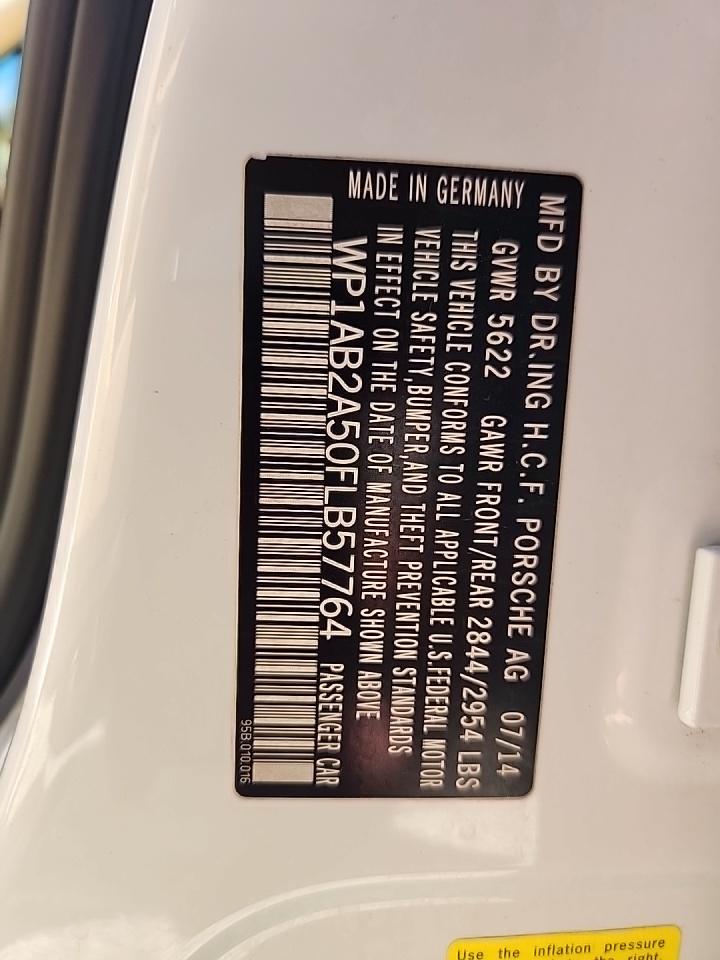 MFD BY DR.ING H.C.F. PORSCHE AG 07/14
GVWR 5622 GAWR FRONT/REAR 2844/2954 LBS
THIS VEHICLE CONFORMS TO ALL APPLICABLE U.S.FEDERAL MOTOR
VEHICLE SAFETY,BUMPER,AND THEFT PREVENTION STANDARDS
IN EFFECT ON THE DATE OF MANUFACTURE SHOWN ABOVE
MADE IN GERMANY
WP1AB2A50FLB57764 PASSENGER CAR
95B.010.016
Use the inflation pressure
the right.